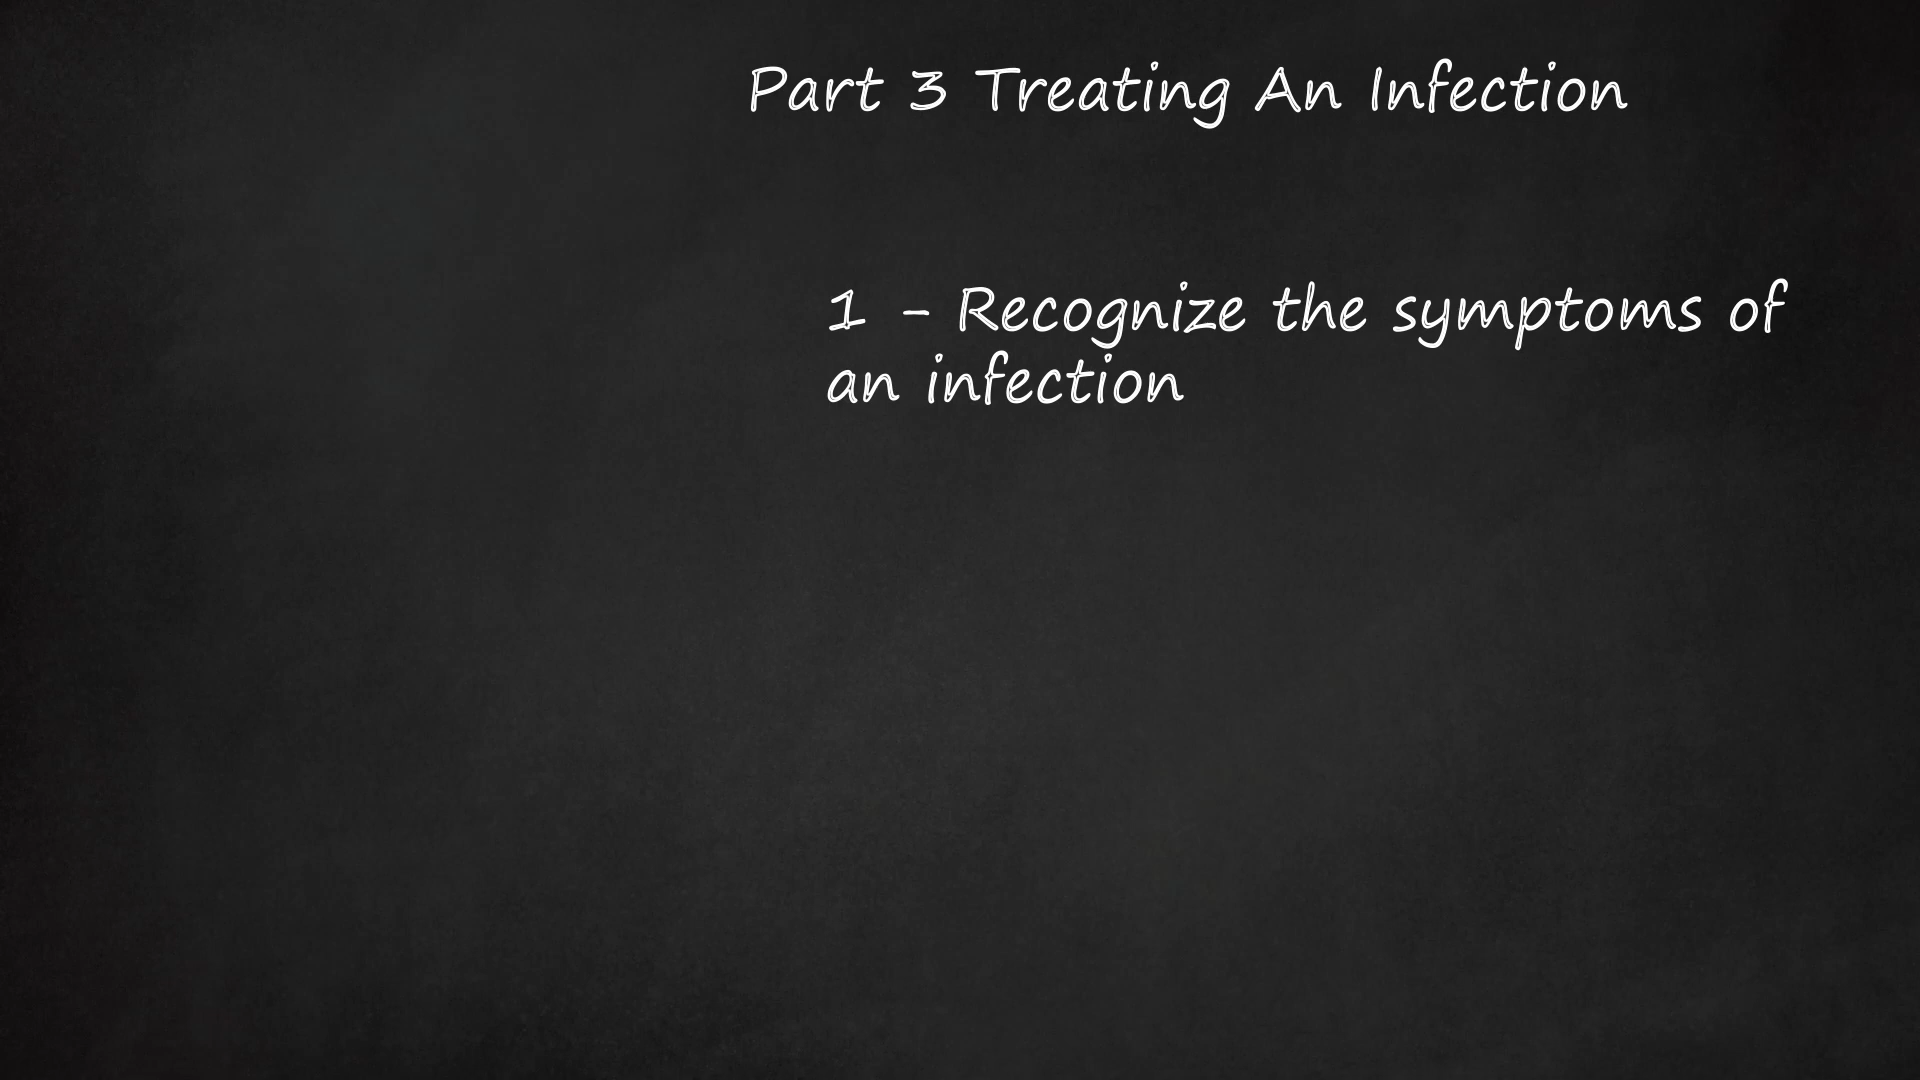 Part 3 Treating An Infection
1 - Recognize the symptoms of
an infection